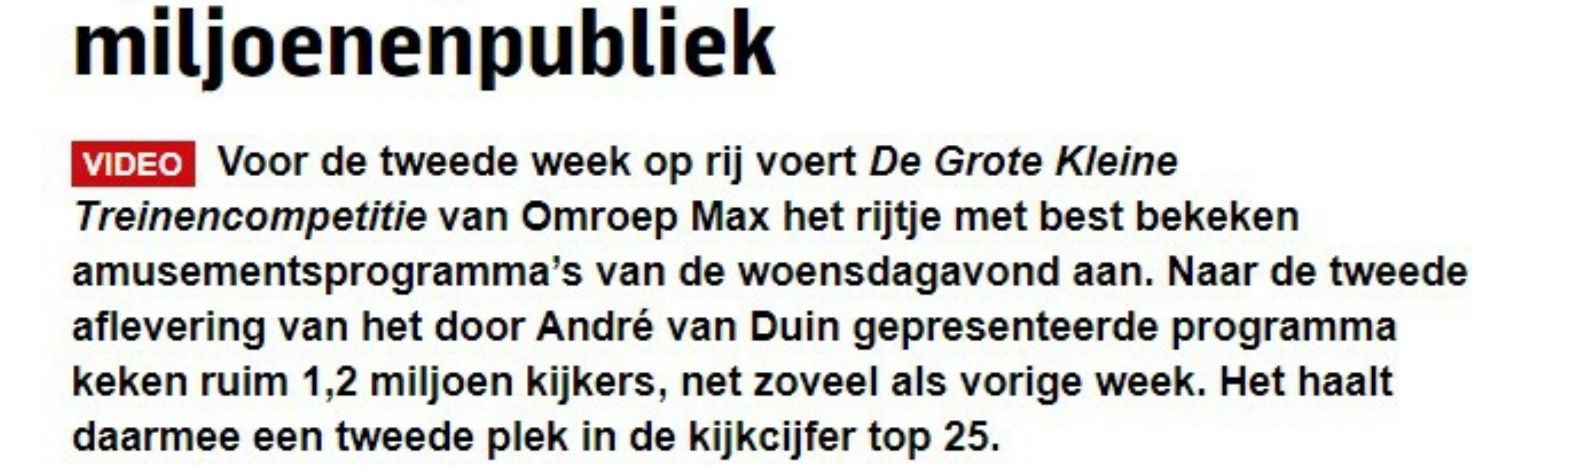 miljoenenpubliek
VIDEO Voor de tweede week op rij voert De Grote Kleine
Treinencompetitie van Omroep Max het rijtje met best bekeken
amusementsprogramma’s van de woensdagavond aan. Naar de tweede
aflevering van het door André van Duin gepresenteerde programma
keken ruim 1,2 miljoen kijkers, net zoveel als vorige week. Het haalt
daarmee een tweede plek in de kijkcijfer top 25.